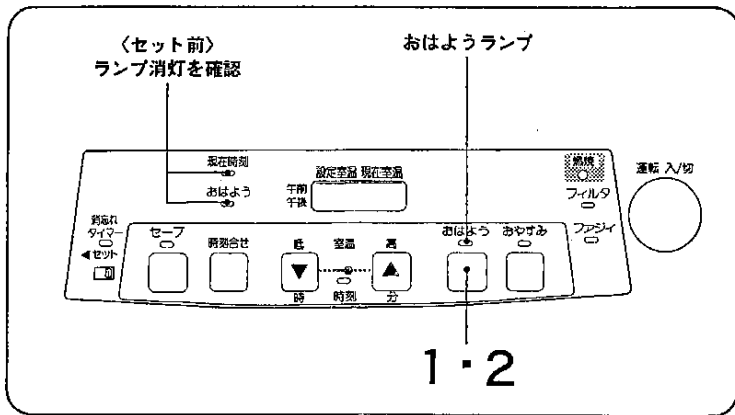 〈セット前〉
ランプ消灯を確認
おはようランプ
現在時刻
おはよう
設定室温 現在室温
午前
午後
燃焼
フィルタ
ファジィ
運転 入/切
消忘れ
タイマー
◀セット
セーブ
時刻合せ
低 室温 高
▼ ▲
時 時刻 分
おはよう
おやすみ
1・2